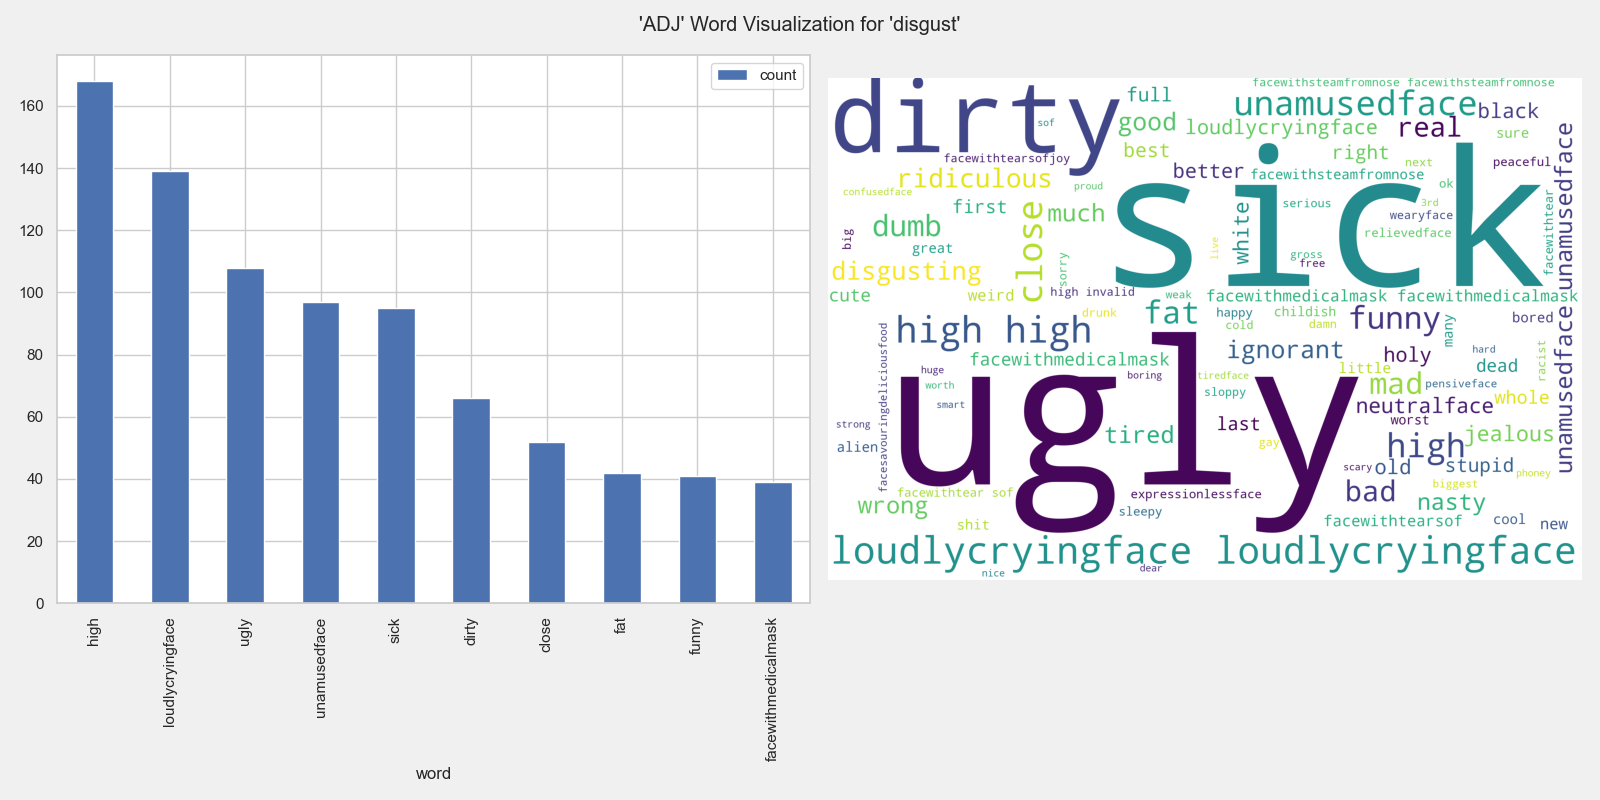 'ADJ' Word Visualization for 'disgust'
count
160
140
120
100
80
60
40
20
0
high
loudlycryingface
ugly
unamusedface
sick
dirty
close
fat
funny
facewithmedicalmask
word
facewithsteamfromnose facewithsteamfromnose
dirty
full
unamusedface
black
sof
good
loudlycryingface
real
sure
unamusedface unamusedface
facewithtearsofjoy
best
right
next
peaceful
better
sick
ridiculous
proud
facewithsteamfromnose
ok
confusedface
first
close
much
white
serious
3rd
wearyface
facewithtear
dumb
big
great
relievedface
live
gross
free
disgusting
sorry
cute
weird
high invalid
weak
facewithmedicalmask facewithmedicalmask
drunk
fat
happy
childish
cold
damn
funny
many
bored
high high
ignorant
holy
hard
racist
facewithmedicalmask
ugly
little
dead
facesavouringdeliciousfood
huge
boring
tiredface
mad
pensiveface
worth
sloppy
whole
smart
neutralface
strong
last
worst
tired
gay
high
jealous
alien
scary
old
stupid
phoney
facewithtear sof
expressionlessface
bad
biggest
nasty
wrong
sleepy
shit
facewithtearsof
cool
new
loudlycryingface loudlycryingface
nice
dear